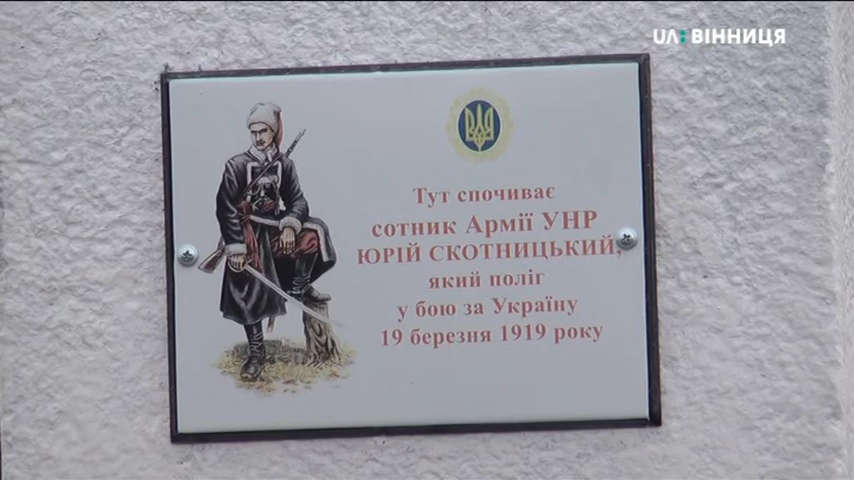 UA: ВІННИЦЯ
Тут спочиває
сотник Армії УНР
ЮРІЙ СКОТНИЦЬКИЙ,
який поліг
у бою за Україну
19 березня 1919 року